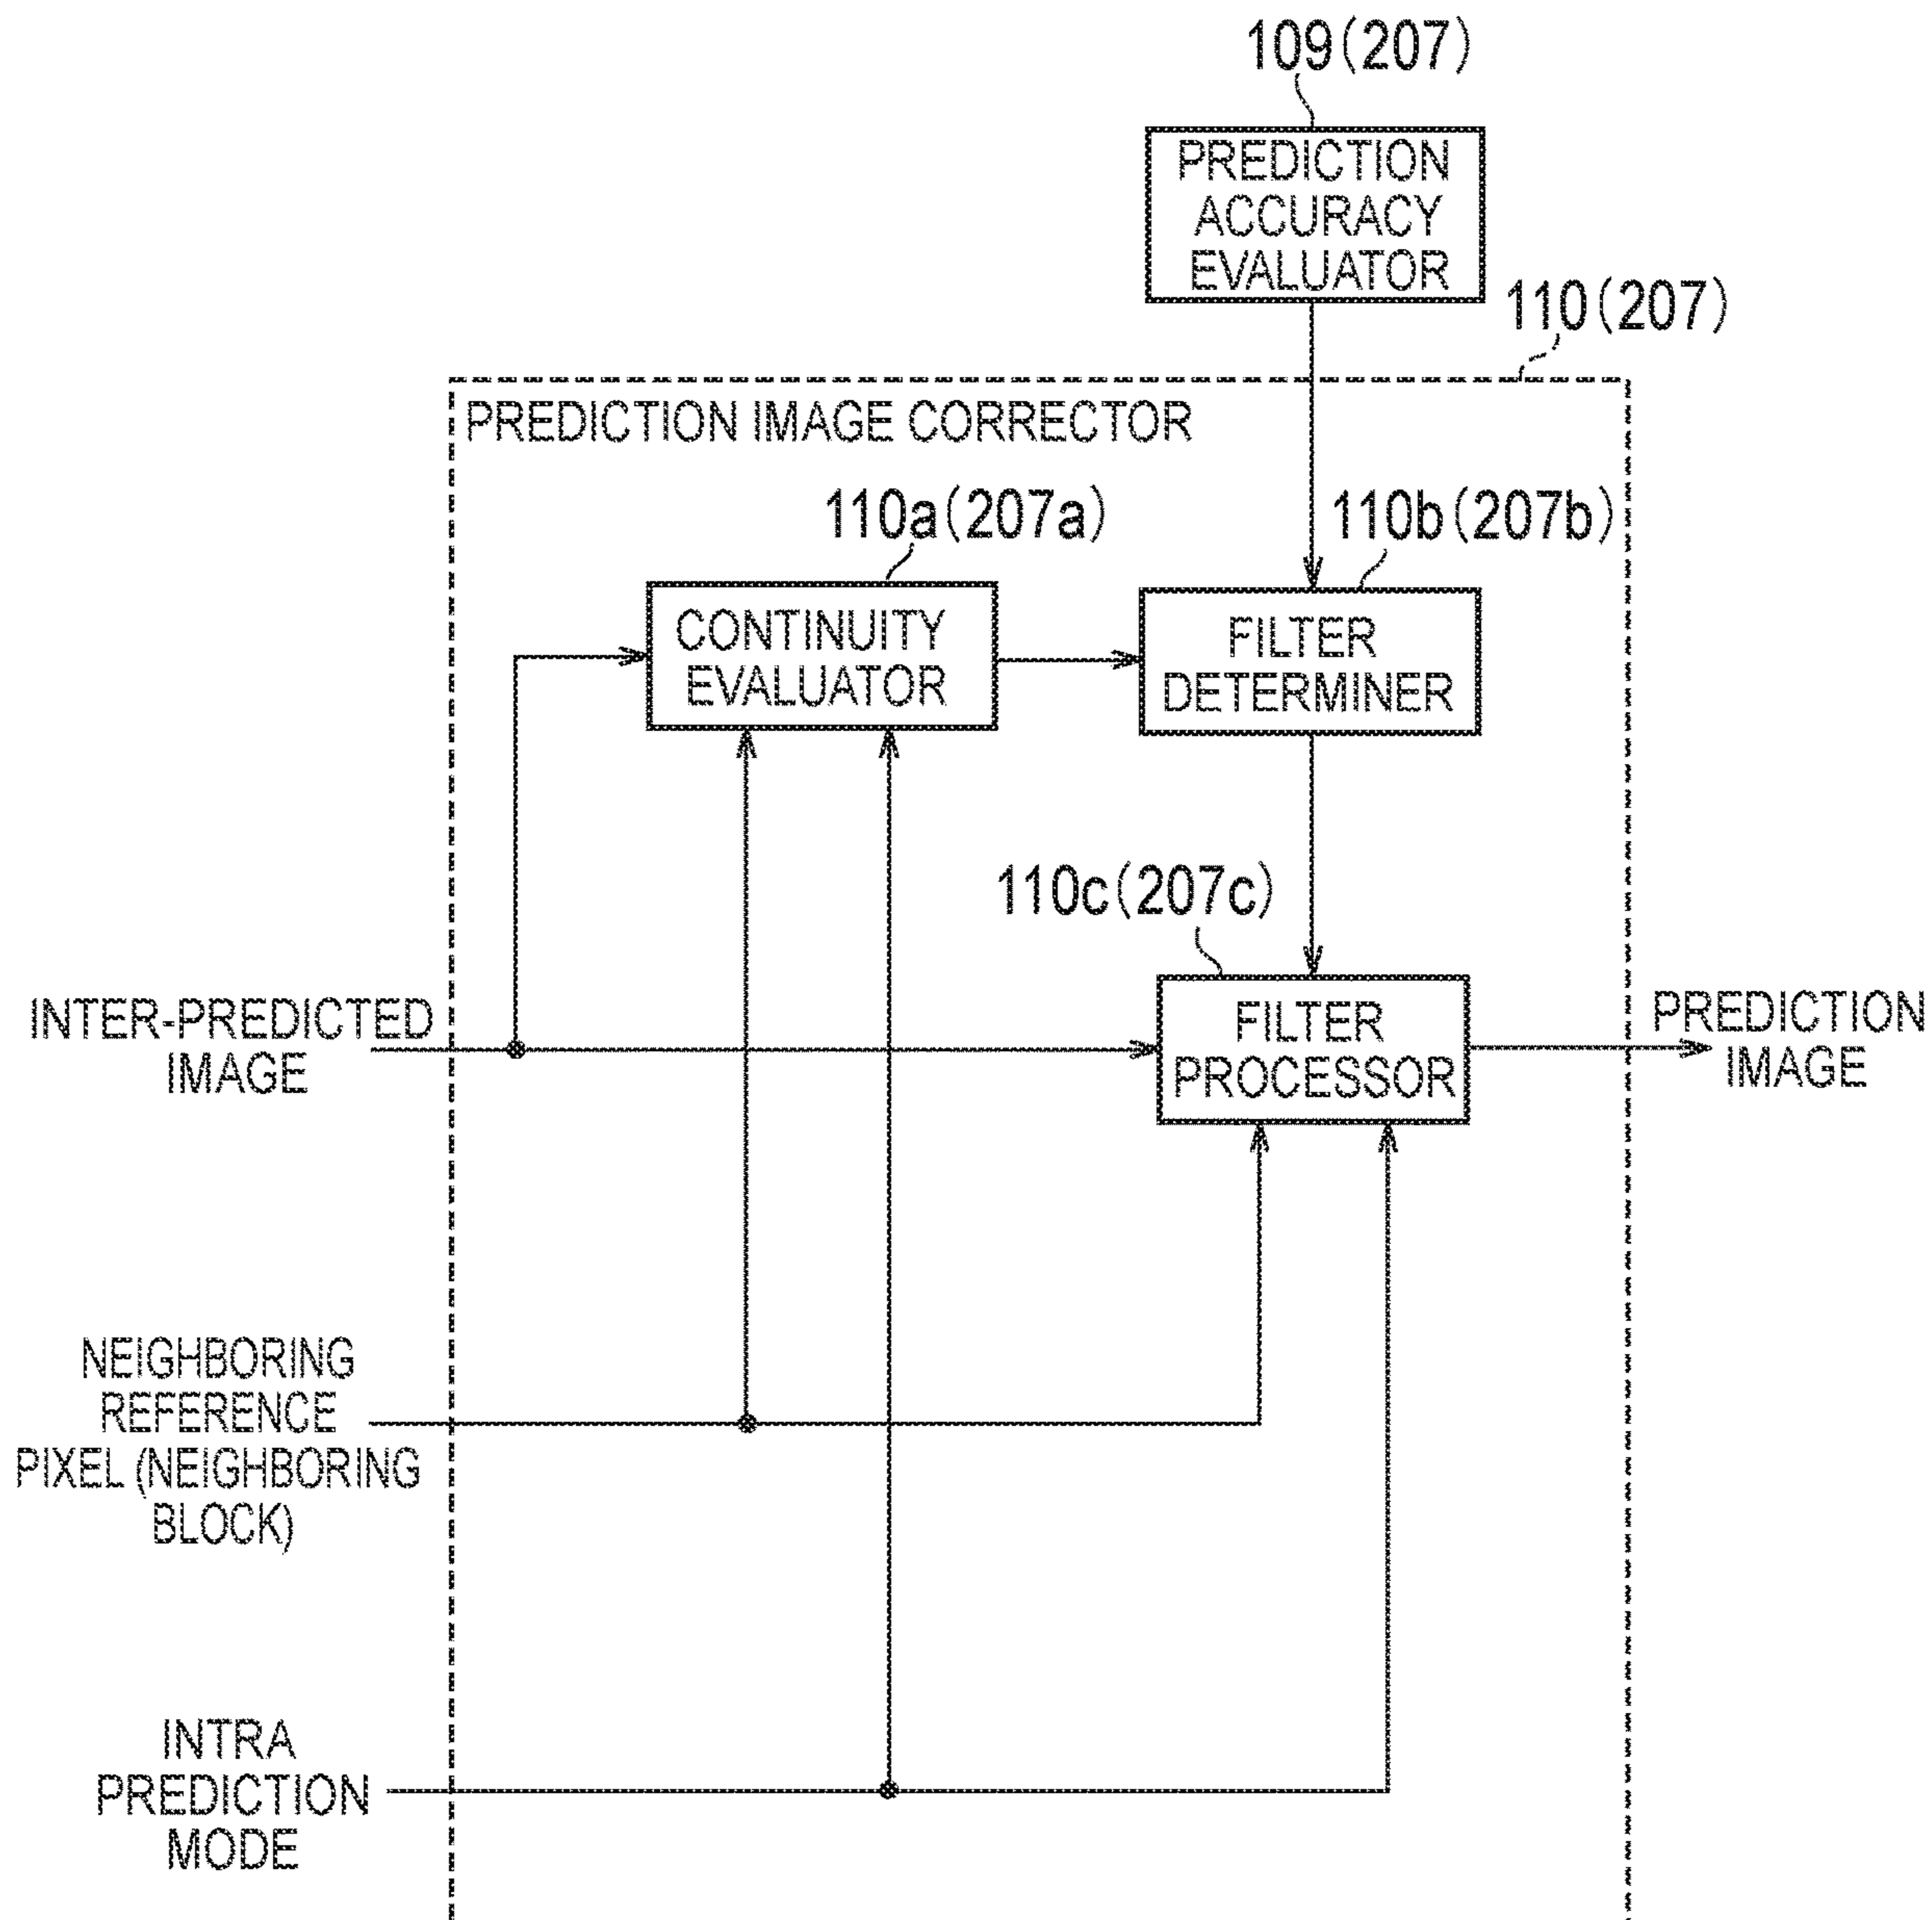 109(207)
PREDICTION
ACCURACY
EVALUATOR
110(207)
PREDICTION IMAGE CORRECTOR
110a(207a)
110b(207b)
CONTINUITY
EVALUATOR
FILTER
DETERMINER
110c(207c)
INTER-PREDICTED
IMAGE
FILTER
PROCESSOR
PREDICTION
IMAGE
NEIGHBORING
REFERENCE
PIXEL (NEIGHBORING
BLOCK)
INTRA
PREDICTION
MODE